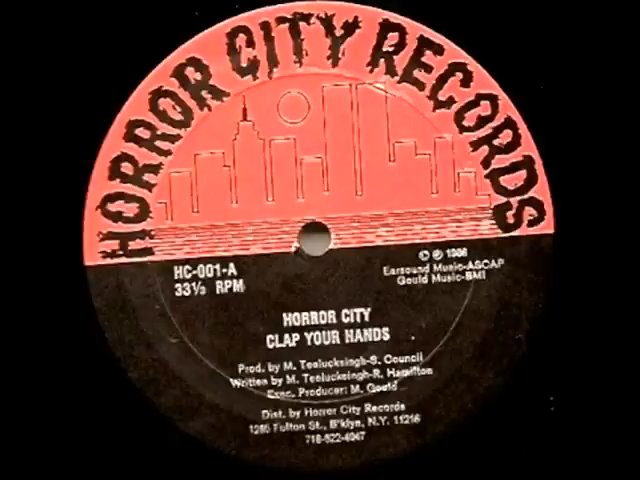 HORROR CITY RECORDS
HC-001-A
33⅓ RPM
© ℗ 1986
Earsound Music-ASCAP
Gould Music-BMI
HORROR CITY
CLAP YOUR HANDS
Prod. by M. Teelucksingh-S. Council
Written by M. Teelucksingh-R. Hamilton
Exec. Producer: M. Gould
Dist. by Horror City Records
1285 Fulton St., B'klyn, N.Y. 11216
718-622-4047